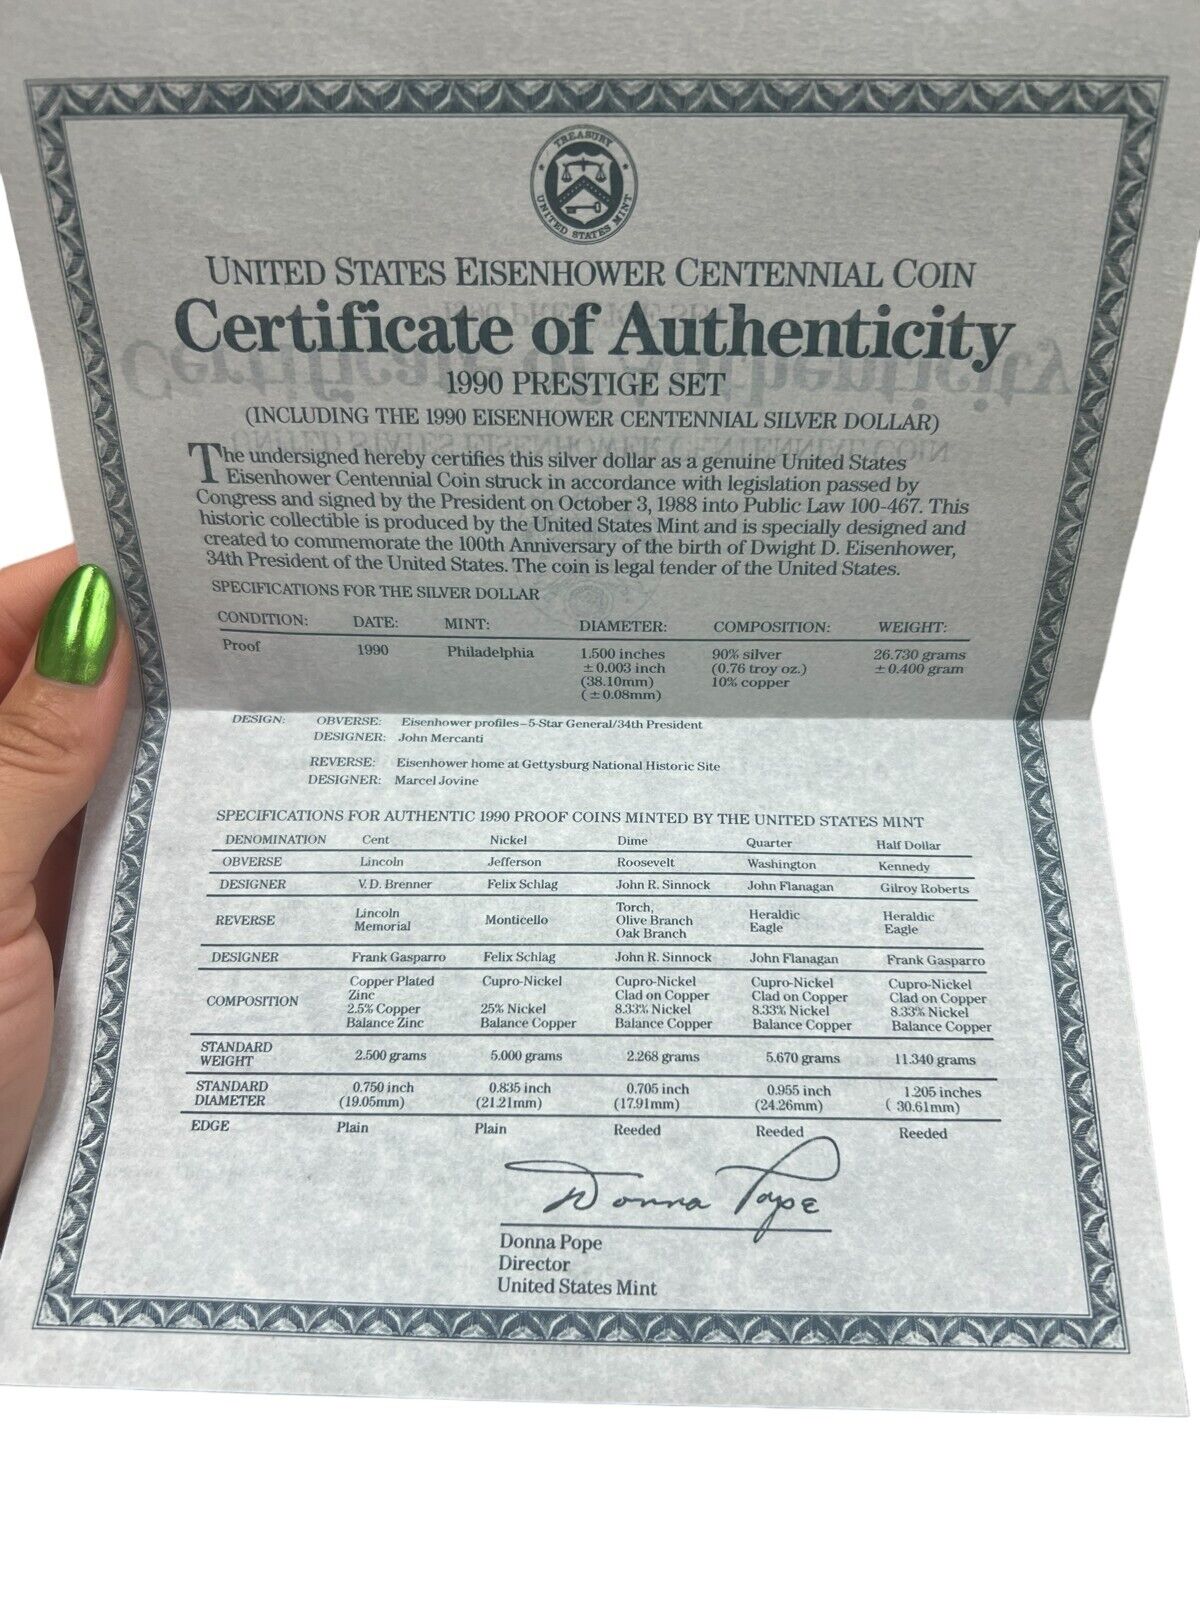 TREASURY
UNITED STATES MINT
UNITED STATES EISENHOWER CENTENNIAL COIN
Certificate of Authenticity
1990 PRESTIGE SET
(INCLUDING THE 1990 EISENHOWER CENTENNIAL SILVER DOLLAR)
The undersigned hereby certifies this silver dollar as a genuine United States
Eisenhower Centennial Coin struck in accordance with legislation passed by
Congress and signed by the President on October 3, 1988 into Public Law 100-467. This
historic collectible is produced by the United States Mint and is specially designed and
created to commemorate the 100th Anniversary of the birth of Dwight D. Eisenhower,
34th President of the United States. The coin is legal tender of the United States.
SPECIFICATIONS FOR THE SILVER DOLLAR
CONDITION: DATE: MINT: DIAMETER: COMPOSITION: WEIGHT:
Proof 1990 Philadelphia 1.500 inches 90% silver 26.730 grams
±0.003 inch (0.76 troy oz.) ±0.400 gram
(38.10mm) 10% copper
(±0.08mm)
DESIGN: OBVERSE: Eisenhower profiles–5-Star General/34th President
DESIGNER: John Mercanti
REVERSE: Eisenhower home at Gettysburg National Historic Site
DESIGNER: Marcel Jovine
SPECIFICATIONS FOR AUTHENTIC 1990 PROOF COINS MINTED BY THE UNITED STATES MINT
DENOMINATION Cent Nickel Dime Quarter Half Dollar
OBVERSE Lincoln Jefferson Roosevelt Washington Kennedy
DESIGNER V.D. Brenner Felix Schlag John R. Sinnock John Flanagan Gilroy Roberts
REVERSE Lincoln Memorial Monticello Torch, Olive Branch Oak Branch Heraldic Eagle Heraldic Eagle
DESIGNER Frank Gasparro Felix Schlag John R. Sinnock John Flanagan Frank Gasparro
COMPOSITION Copper Plated Zinc 2.5% Copper Balance Zinc Cupro-Nickel 25% Nickel Balance Copper Cupro-Nickel Clad on Copper 8.33% Nickel Balance Copper Cupro-Nickel Clad on Copper 8.33% Nickel Balance Copper Cupro-Nickel Clad on Copper 8.33% Nickel Balance Copper
STANDARD WEIGHT 2.500 grams 5.000 grams 2.268 grams 5.670 grams 11.340 grams
STANDARD DIAMETER 0.750 inch (19.05mm) 0.835 inch (21.21mm) 0.705 inch (17.91mm) 0.955 inch (24.26mm) 1.205 inches ( 30.61mm)
EDGE Plain Plain Reeded Reeded Reeded
Donna Pope
Donna Pope
Director
United States Mint